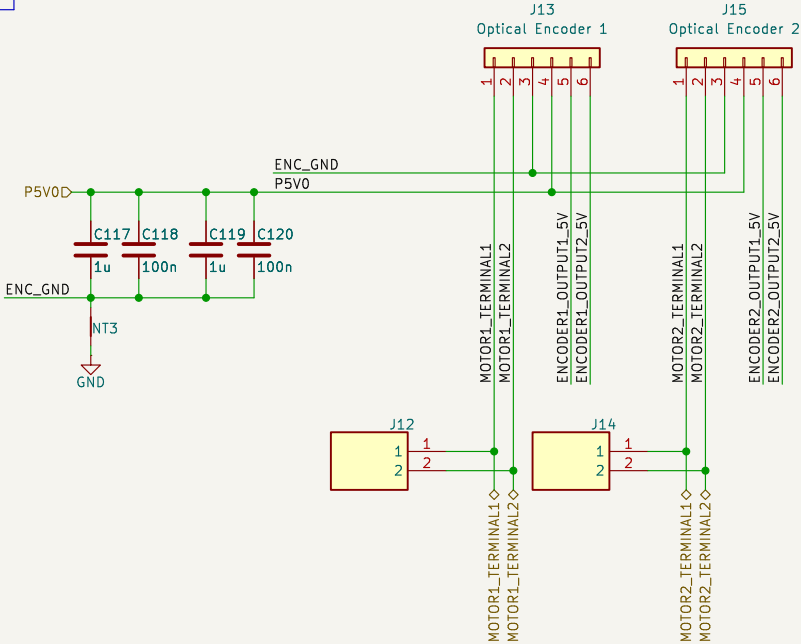 J13
Optical Encoder 1
J15
Optical Encoder 2
1
2
3
4
5
6
1
2
3
4
5
6
ENC_GND
P5V0
P5V0
C117
1u
C118
100n
C119
1u
C120
100n
ENC_GND
NT3
GND
MOTOR1_TERMINAL1
MOTOR1_TERMINAL2
ENCODER1_OUTPUT1_5V
ENCODER1_OUTPUT2_5V
MOTOR2_TERMINAL1
MOTOR2_TERMINAL2
ENCODER2_OUTPUT1_5V
ENCODER2_OUTPUT2_5V
J12
1 1
2 2
J14
1 1
2 2
MOTOR1_TERMINAL1
MOTOR1_TERMINAL2
MOTOR2_TERMINAL1
MOTOR2_TERMINAL2